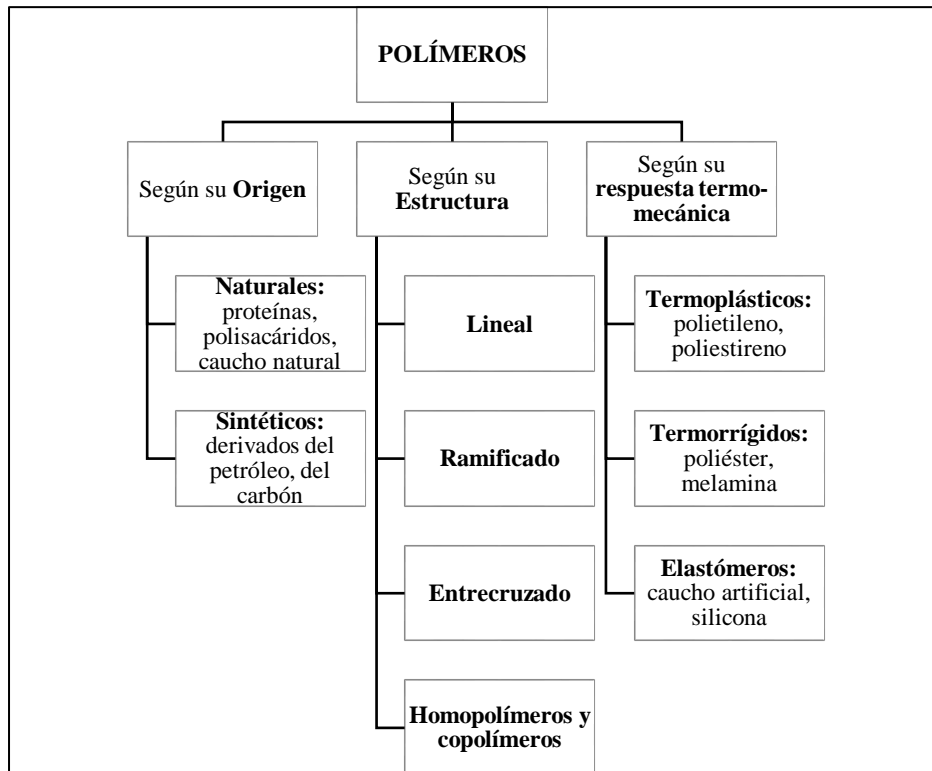 POLÍMEROS
Según su Origen
Naturales:
proteínas,
polisacáridos,
caucho natural
Sintéticos:
derivados del
petróleo, del
carbón
Según su
Estructura
Lineal
Ramificado
Entrecruzado
Homopolímeros y
copolímeros
Según su
respuesta termo-
mecánica
Termoplásticos:
polietileno,
poliestireno
Termorrígidos:
poliéster,
melamina
Elastómeros:
caucho artificial,
silicona